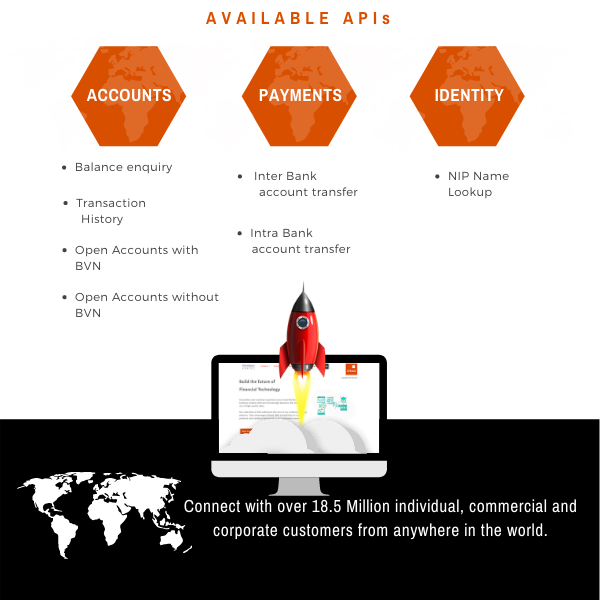 AVAILABLE APIs
ACCOUNTS
PAYMENTS
IDENTITY
• Balance enquiry
• Transaction
History
• Open Accounts with
BVN
• Open Accounts without
BVN
• Inter Bank
account transfer
• Intra Bank
account transfer
• NIP Name
Lookup
Build the future of
Financial Technology
Connect with over 18.5 Million individual, commercial and
corporate customers from anywhere in the world.